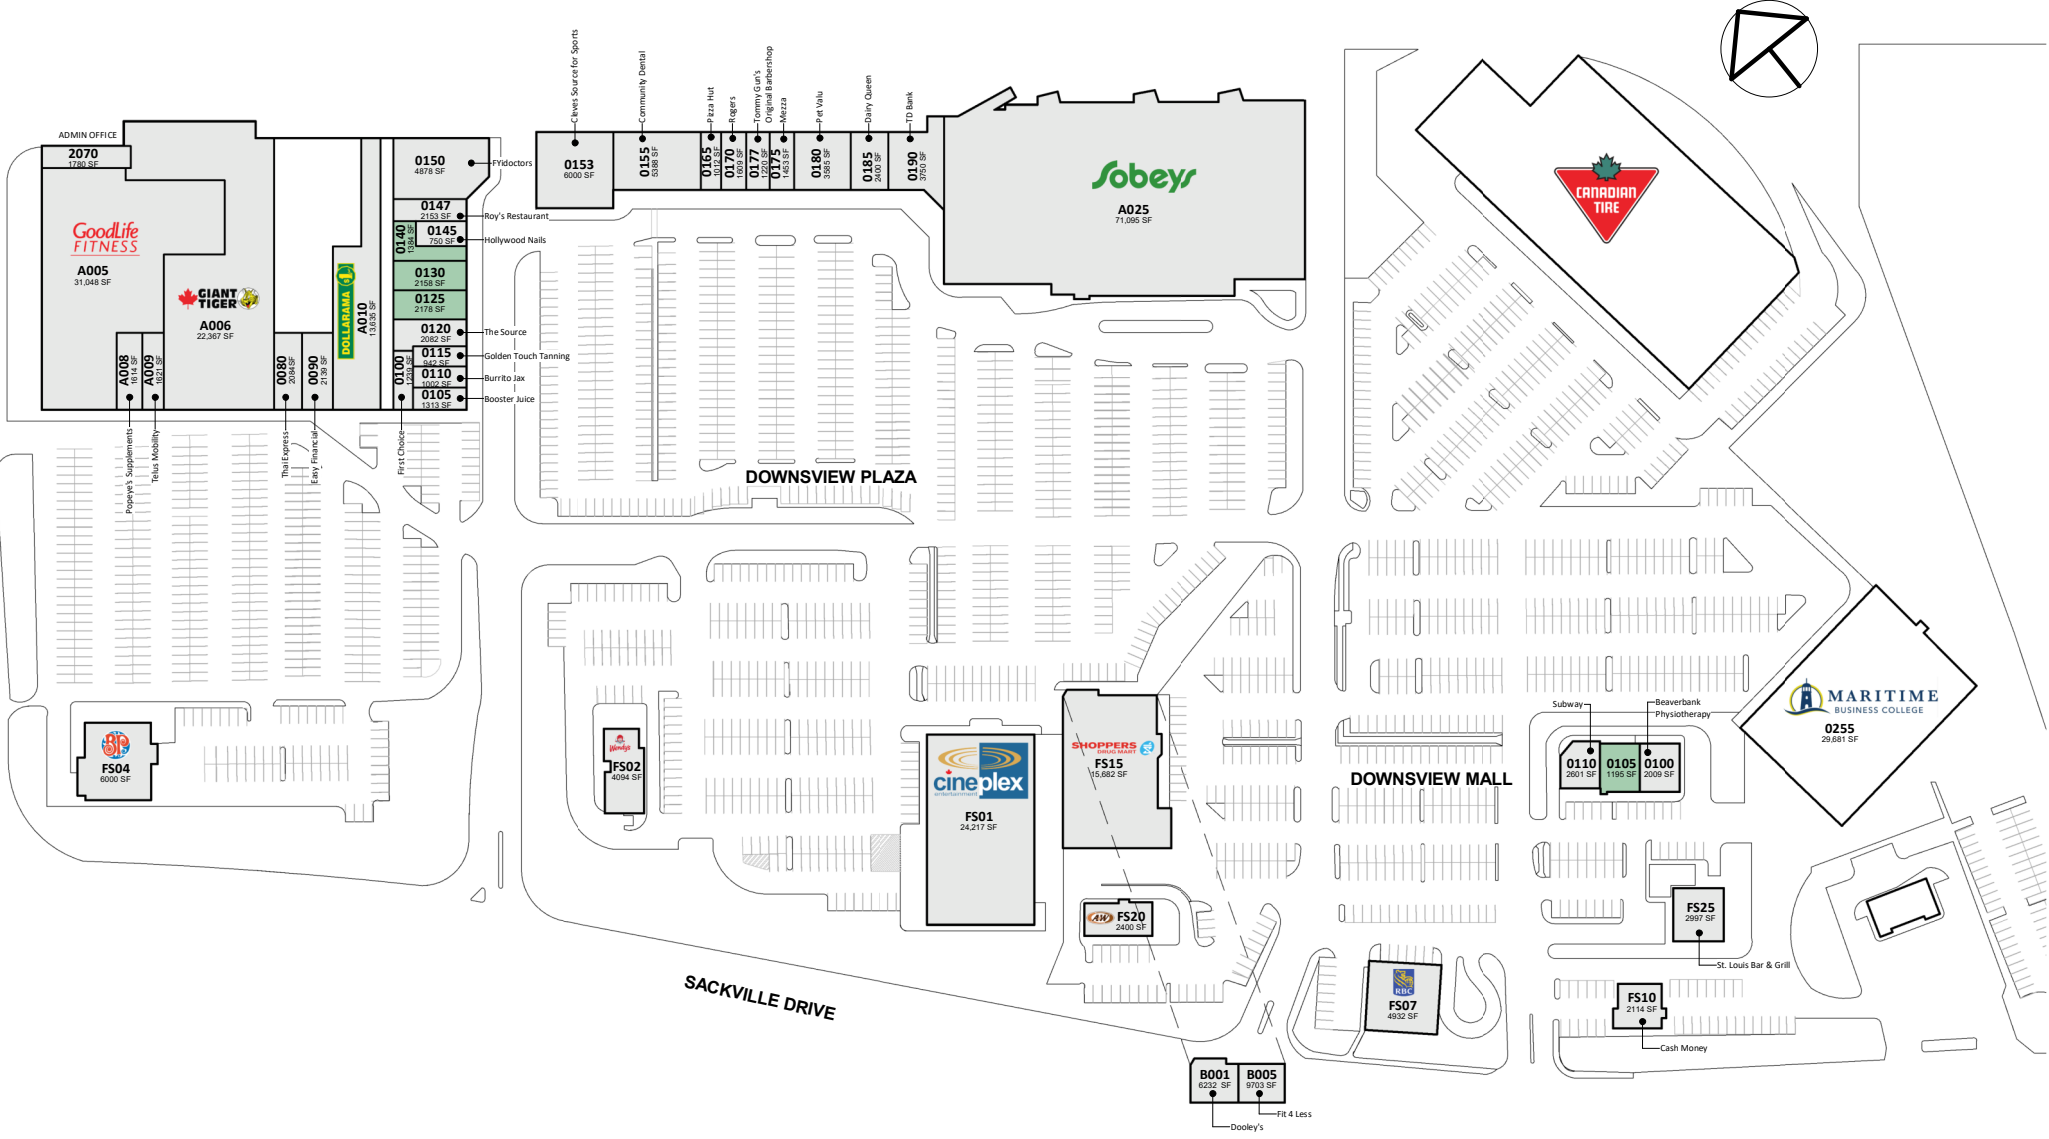 ADMIN OFFICE
2070
1780 SF
GoodLife
FITNESS
A005
31,048 SF
GIANT
TIGER
A006
22,367 SF
A008
1614 SF
Popeye's Supplements
A009
1621 SF
Telus Mobility
0080
2084 SF
Thai Express
0090
2139 SF
Easy Financial
DOLLARAMA
A010
13,635 SF
0150
4878 SF
FYidoctors
0147
2153 SF
Roy's Restaurant
0140
1384 SF
0145
750 SF
Hollywood Nails
0130
2158 SF
0125
2178 SF
0120
2082 SF
The Source
0100
1239 SF
First Choice
0115
942 SF
Golden Touch Tanning
0110
1002 SF
Burrito Jax
0105
1313 SF
Booster Juice
Cleves Source for Sports
0153
6000 SF
Community Dental
0155
5388 SF
Pizza Hut
0165
1012 SF
Rogers
0170
1609 SF
Tommy Gun's
Original Barbershop
0177
1220 SF
Mezza
0175
1453 SF
Pet Valu
0180
3585 SF
Dairy Queen
0185
2400 SF
TD Bank
0190
3750 SF
Sobeys
A025
71,095 SF
CANADIAN
TIRE
DOWNSVIEW PLAZA
BP
FS04
6000 SF
Wendy's
FS02
4094 SF
cineplex
entertainment
FS01
24,217 SF
SHOPPERS
DRUG MART
FS15
15,682 SF
DOWNSVIEW MALL
Subway
Beaverbank
Physiotherapy
0110
2601 SF
0105
1195 SF
0100
2009 SF
MARITIME
BUSINESS COLLEGE
0255
29,681 SF
A&W
FS20
2400 SF
FS25
2997 SF
St. Louis Bar & Grill
RBC
FS07
4932 SF
FS10
2114 SF
Cash Money
SACKVILLE DRIVE
B001
6232 SF
B005
9703 SF
Fit 4 Less
Dooley's